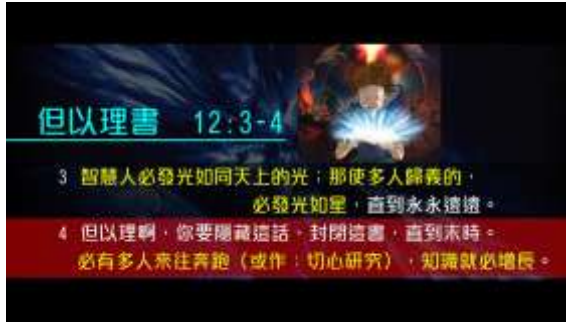 但以理書 12:3-4
3 智慧人必發光如同天上的光；那使多人歸義的，
必發光如星，直到永永遠遠。
4 但以理啊，你要隱藏這話，封閉這書，直到末時。
必有多人來往奔跑（或作：切心研究），知識就必增長。